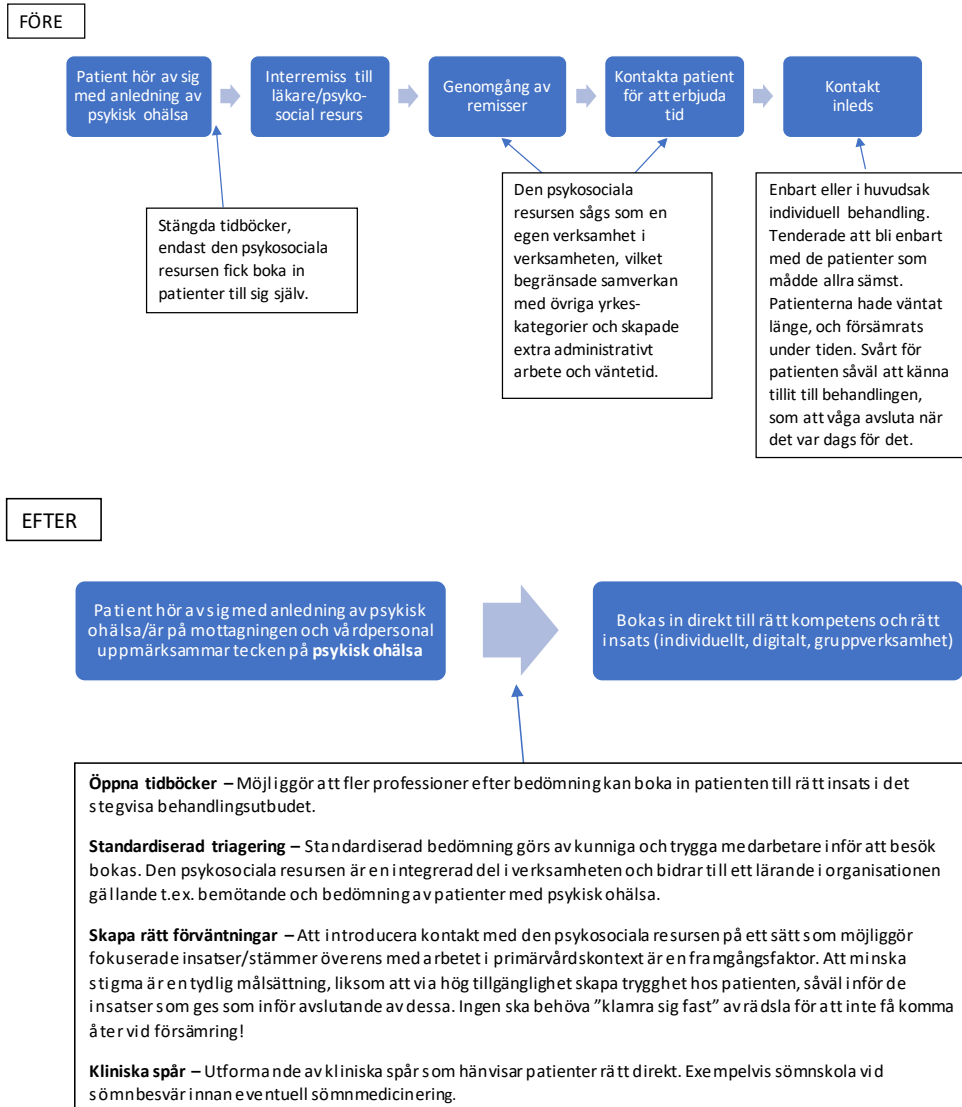 FÖRE
Patient hör av sig
med anledning av
psykisk ohälsa
Interremiss till
läkare/psyko-
social resurs
Genomgång av
remisser
Kontakta patient
för att erbjuda
tid
Kontakt
inleds
Stängda tidböcker,
endast den psykosociala
resursen fick boka in
patienter till sig själv.
Den psykosociala
resursen sågs som en
egen verksamhet i
verksamheten, vilket
begränsade samverkan
med övriga yrkes-
kategorier och skapade
extra administrativt
arbete och väntetid.
Enbart eller i huvudsak
individuell behandling.
Tenderade att bli enbart
med de patienter som
mådde allra sämst.
Patienterna hade väntat
länge, och försämrats
under tiden. Svårt för
patienten såväl att känna
tillit till behandlingen,
som att våga avsluta när
det var dags för det.
EFTER
Patient hör av sig med anledning av psykisk
ohälsa/är på mottagningen och vårdpersonal
uppmärksammar tecken på psykisk ohälsa
Bokas in direkt till rätt kompetens och rätt
insats (individuellt, digitalt, gruppverksamhet)
Öppna tidböcker – Möjliggör att fler professioner efter bedömning kan boka in patienten till rätt insats i det
stegvisa behandlingsutbudet.
Standardiserad triagering – Standardiserad bedömning görs av kunniga och trygga medarbetare inför att besök
bokas. Den psykosociala resursen är en integrerad del i verksamheten och bidrar till ett lärande i organisationen
gällande t.ex. bemötande och bedömning av patienter med psykisk ohälsa.
Skapa rätt förväntningar – Att introducera kontakt med den psykosociala resursen på ett sätt som möjliggör
fokuserade insatser/stämmer överens med arbetet i primärvårdskontext är en framgångsfaktor. Att minska
stigma är en tydlig målsättning, liksom att via hög tillgänglighet skapa trygghet hos patienten, såväl inför de
insatser som ges som inför avslutande av dessa. Ingen ska behöva ”klamra sig fast” av rädsla för att inte få komma
åter vid försämring!
Kliniska spår – Utformande av kliniska spår som hänvisar patienter rätt direkt. Exempelvis sömnskola vid
sömnbesvär innan eventuell sömnmedicinering.